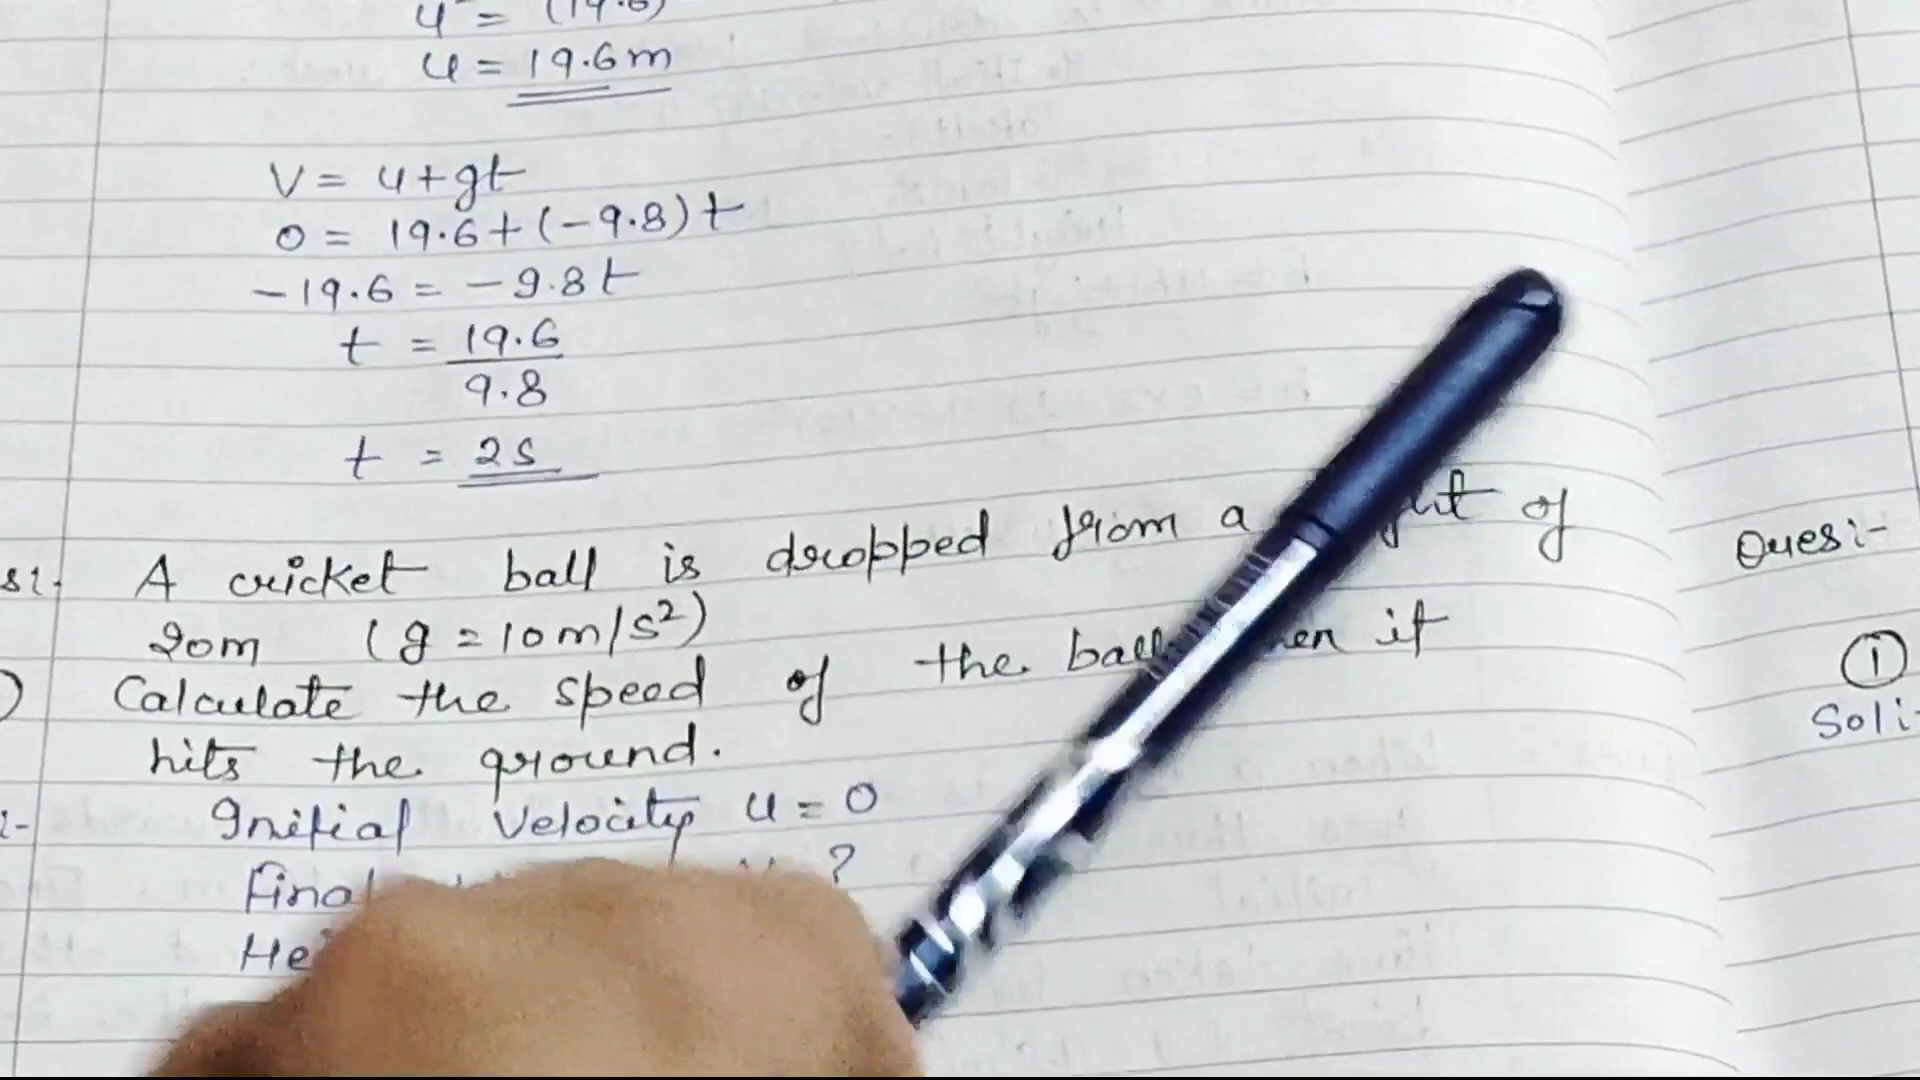 u = 19.6m
V = u+gt
0 = 19.6+(-9.8)t
-19.6 = -9.8t
t = 19.6
9.8
t = 2s
A cricket ball is dropped from a of
20m (g = 10m/s²)
Calculate the speed of the ball it
hits the ground.
Initial Velocity u = 0
Final ?
Ques:-
①
Sol:-